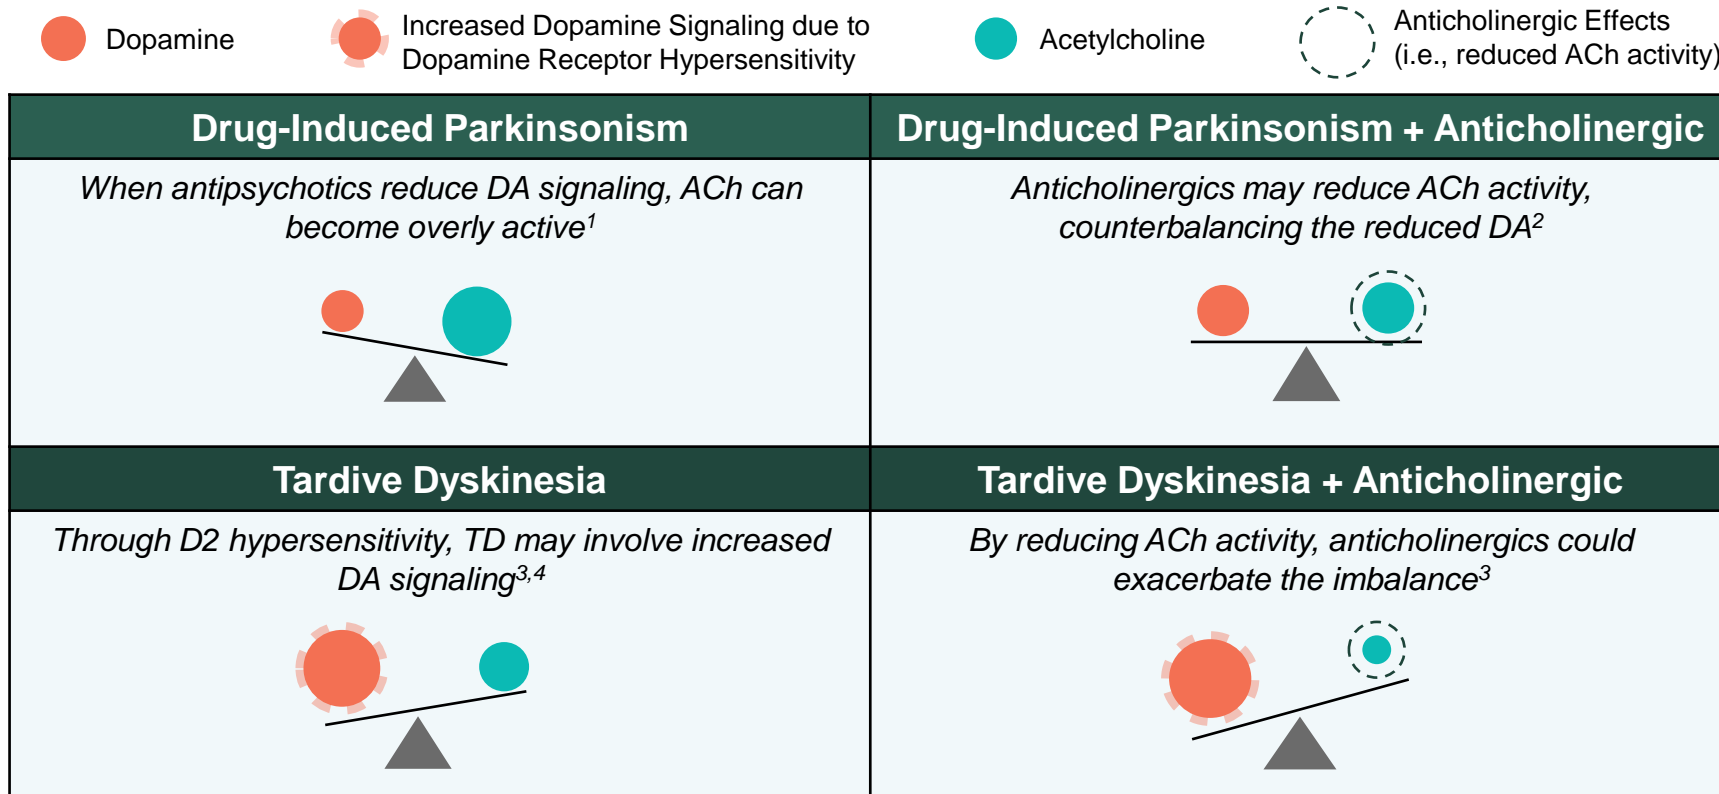 Dopamine
Increased Dopamine Signaling due to
Dopamine Receptor Hypersensitivity
Acetylcholine
Anticholinergic Effects
(i.e., reduced ACh activity)
Drug-Induced Parkinsonism
Drug-Induced Parkinsonism + Anticholinergic
When antipsychotics reduce DA signaling, ACh can
become overly active1
Anticholinergics may reduce ACh activity,
counterbalancing the reduced DA2
Tardive Dyskinesia
Tardive Dyskinesia + Anticholinergic
Through D2 hypersensitivity, TD may involve increased
DA signaling3,4
By reducing ACh activity, anticholinergics could
exacerbate the imbalance3